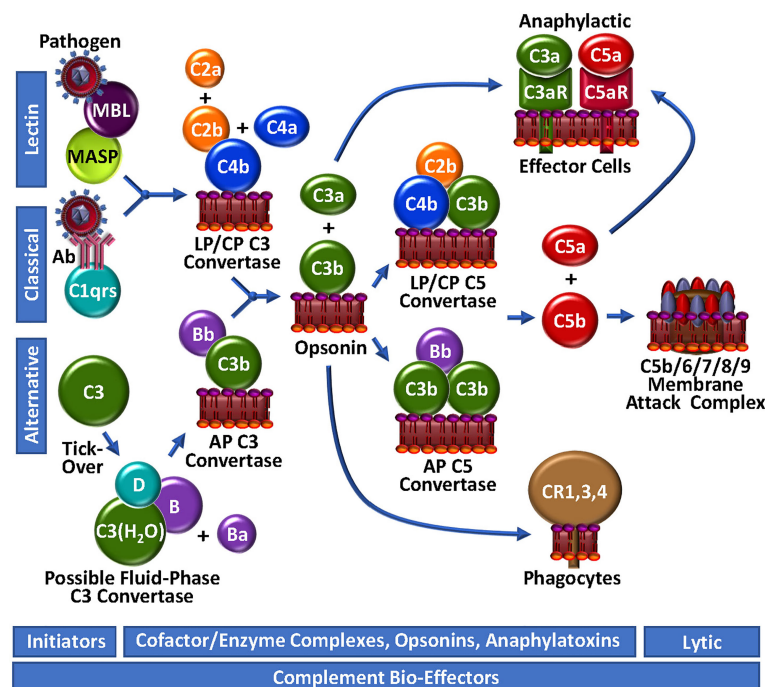 Pathogen
MBL
MASP
Lectin
Ab
C1qrs
Classical
C3
Tick-
Over
Alternative
D
B
C3(H₂O)
+
Ba
Possible Fluid-Phase
C3 Convertase
C2a
+
C2b
+
C4a
C4b
LP/CP C3
Convertase
Bb
C3b
AP C3
Convertase
C3a
+
C3b
Opsonin
C2b
C4b
C3b
LP/CP C5
Convertase
Bb
C3b
C3b
AP C5
Convertase
Anaphylactic
C3a
C5a
C3aR
C5aR
Effector Cells
C5a
+
C5b
C5b/6/7/8/9
Membrane
Attack Complex
CR1,3,4
Phagocytes
Initiators
Cofactor/Enzyme Complexes, Opsonins, Anaphylatoxins
Lytic
Complement Bio-Effectors